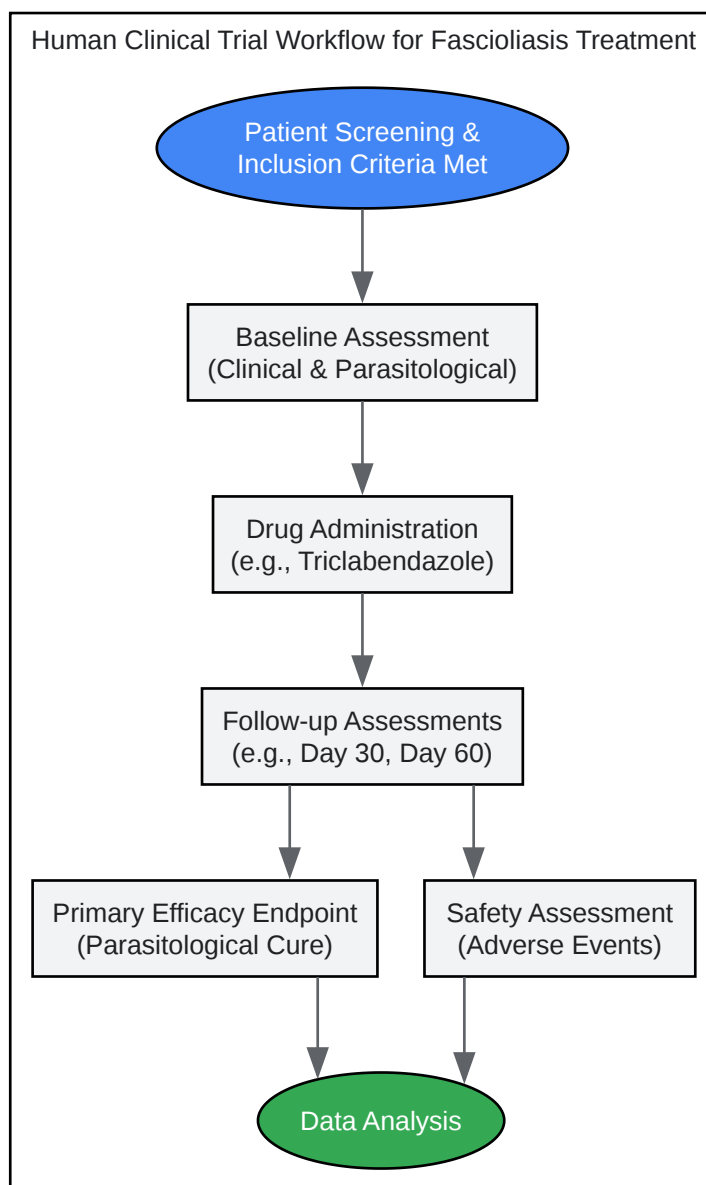 Human Clinical Trial Workflow for Fascioliasis Treatment
Patient Screening &
Inclusion Criteria Met
Baseline Assessment
(Clinical & Parasitological)
Drug Administration
(e.g., Triclabendazole)
Follow-up Assessments
(e.g., Day 30, Day 60)
Primary Efficacy Endpoint
(Parasitological Cure)
Safety Assessment
(Adverse Events)
Data Analysis